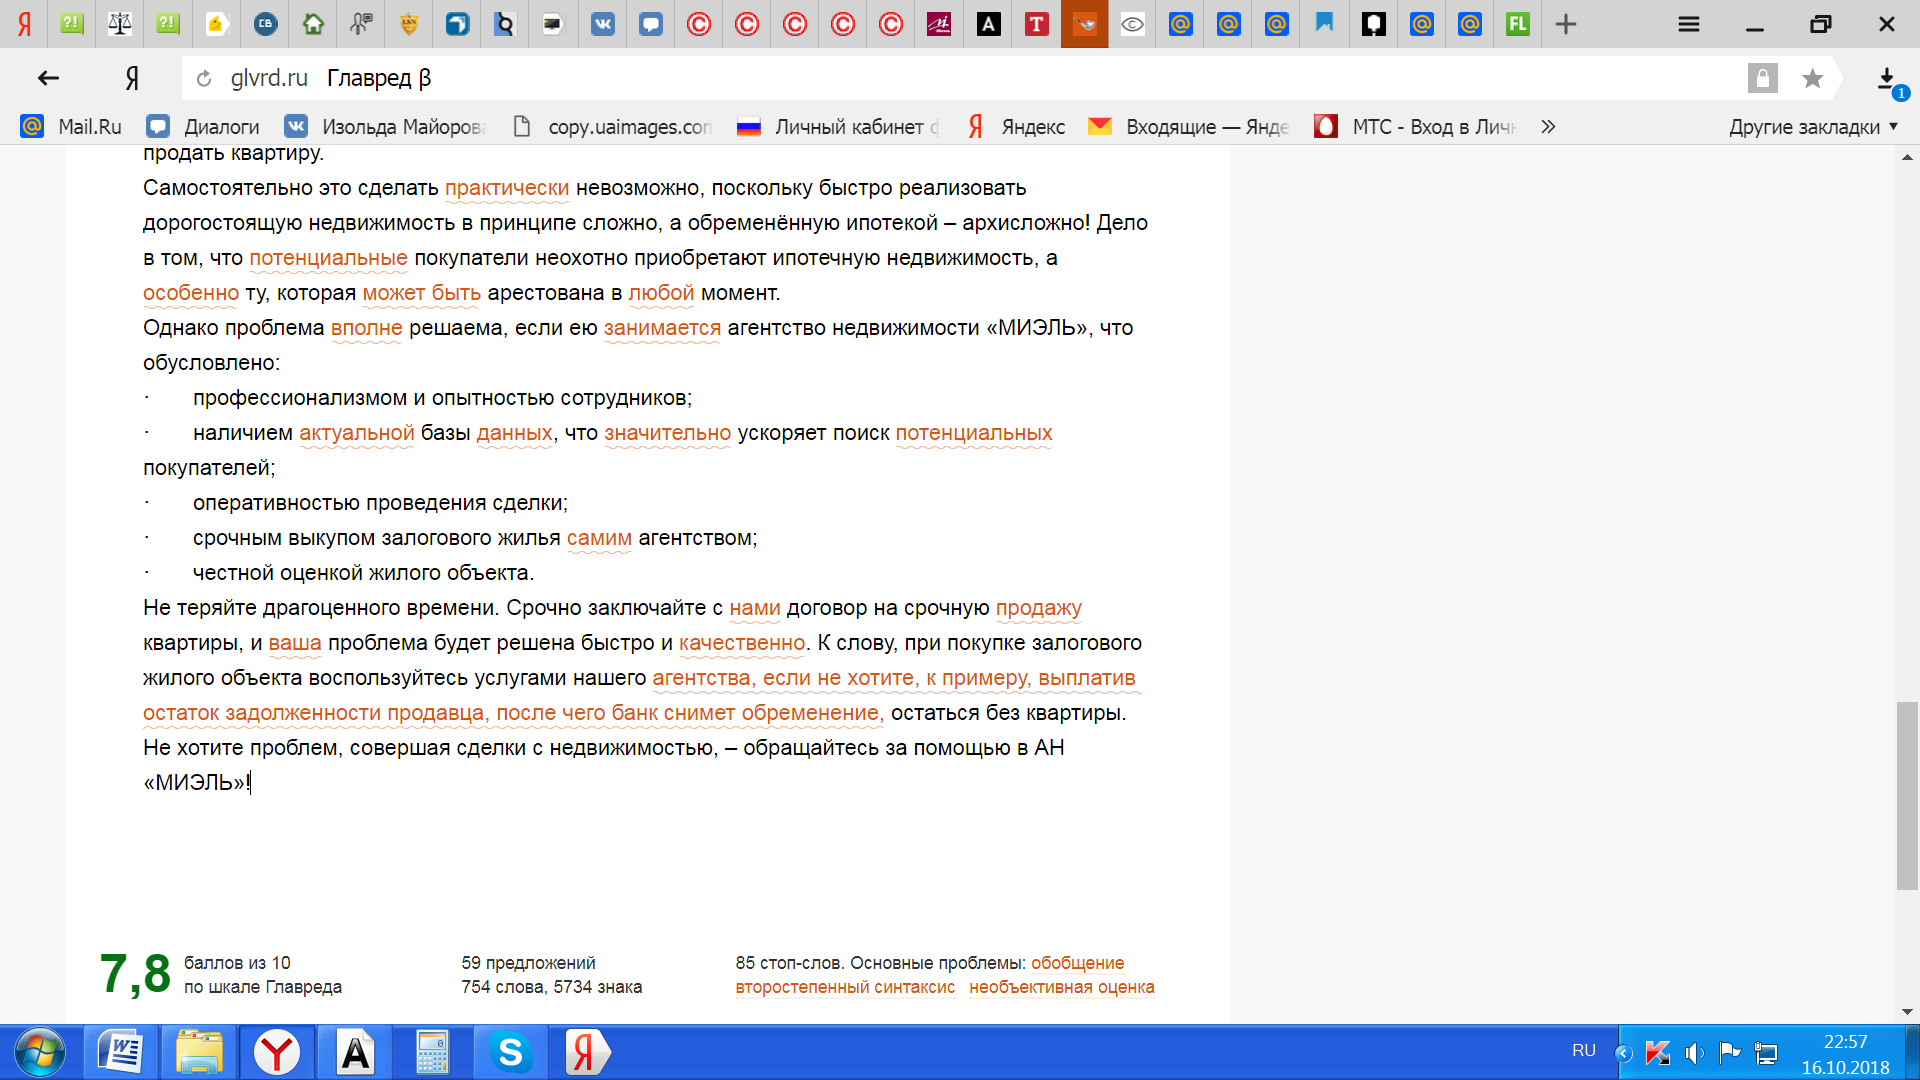 glvrd.ru Главред β
1
Mail.Ru Диалоги Изольда Майорова copy.uaimages.com Личный кабинет Яндекс Входящие — Янде МТС - Вход в Лич » Другие закладки
продать квартиру.
Самостоятельно это сделать практически невозможно, поскольку быстро реализовать
дорогостоящую недвижимость в принципе сложно, а обременённую ипотекой – архисложно! Дело
в том, что потенциальные покупатели неохотно приобретают ипотечную недвижимость, а
особенно ту, которая может быть арестована в любой момент.
Однако проблема вполне решаема, если ею занимается агентство недвижимости «МИЭЛЬ», что
обусловлено:
· профессионализмом и опытностью сотрудников;
· наличием актуальной базы данных, что значительно ускоряет поиск потенциальных
покупателей;
· оперативностью проведения сделки;
· срочным выкупом залогового жилья самим агентством;
· честной оценкой жилого объекта.
Не теряйте драгоценного времени. Срочно заключайте с нами договор на срочную продажу
квартиры, и ваша проблема будет решена быстро и качественно. К слову, при покупке залогового
жилого объекта воспользуйтесь услугами нашего агентства, если не хотите, к примеру, выплатив
остаток задолженности продавца, после чего банк снимет обременение, остаться без квартиры.
Не хотите проблем, совершая сделки с недвижимостью, – обращайтесь за помощью в АН
«МИЭЛЬ»!
7,8 баллов из 10
по шкале Главреда
59 предложений
754 слова, 5734 знака
85 стоп-слов. Основные проблемы: обобщение
второстепенный синтаксис необъективная оценка
RU
22:57
16.10.2018